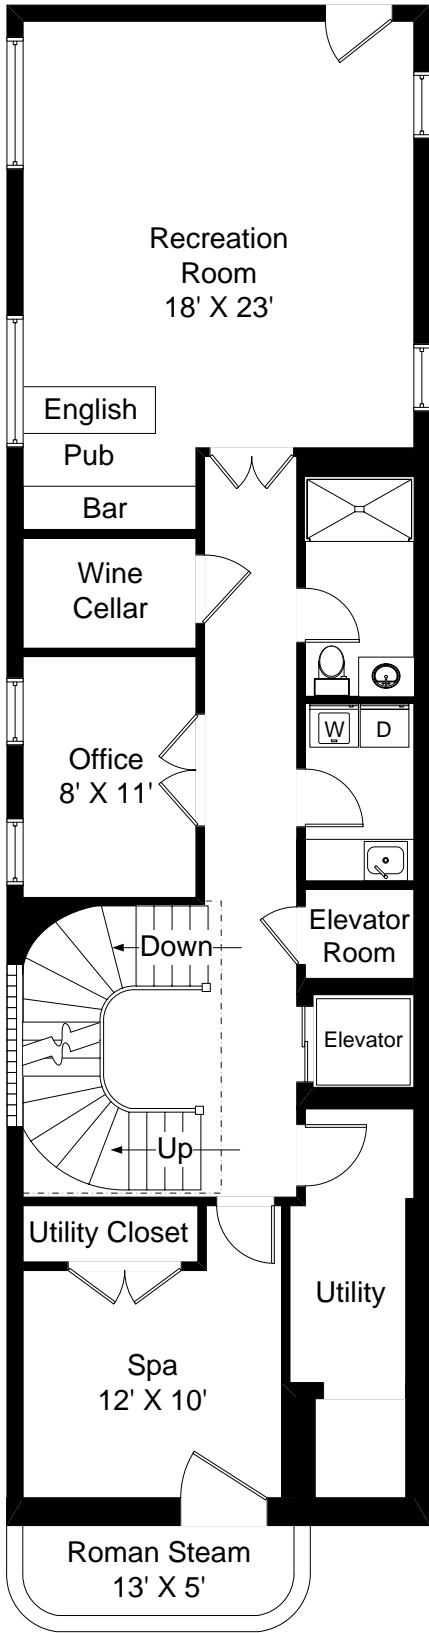 Recreation
Room
18' X 23'
English
Pub
Bar
Wine
Cellar
W
D
Office
8' X 11'
Elevator
Room
Down
Elevator
Up
Utility Closet
Utility
Spa
12' X 10'
Roman Steam
13' X 5'